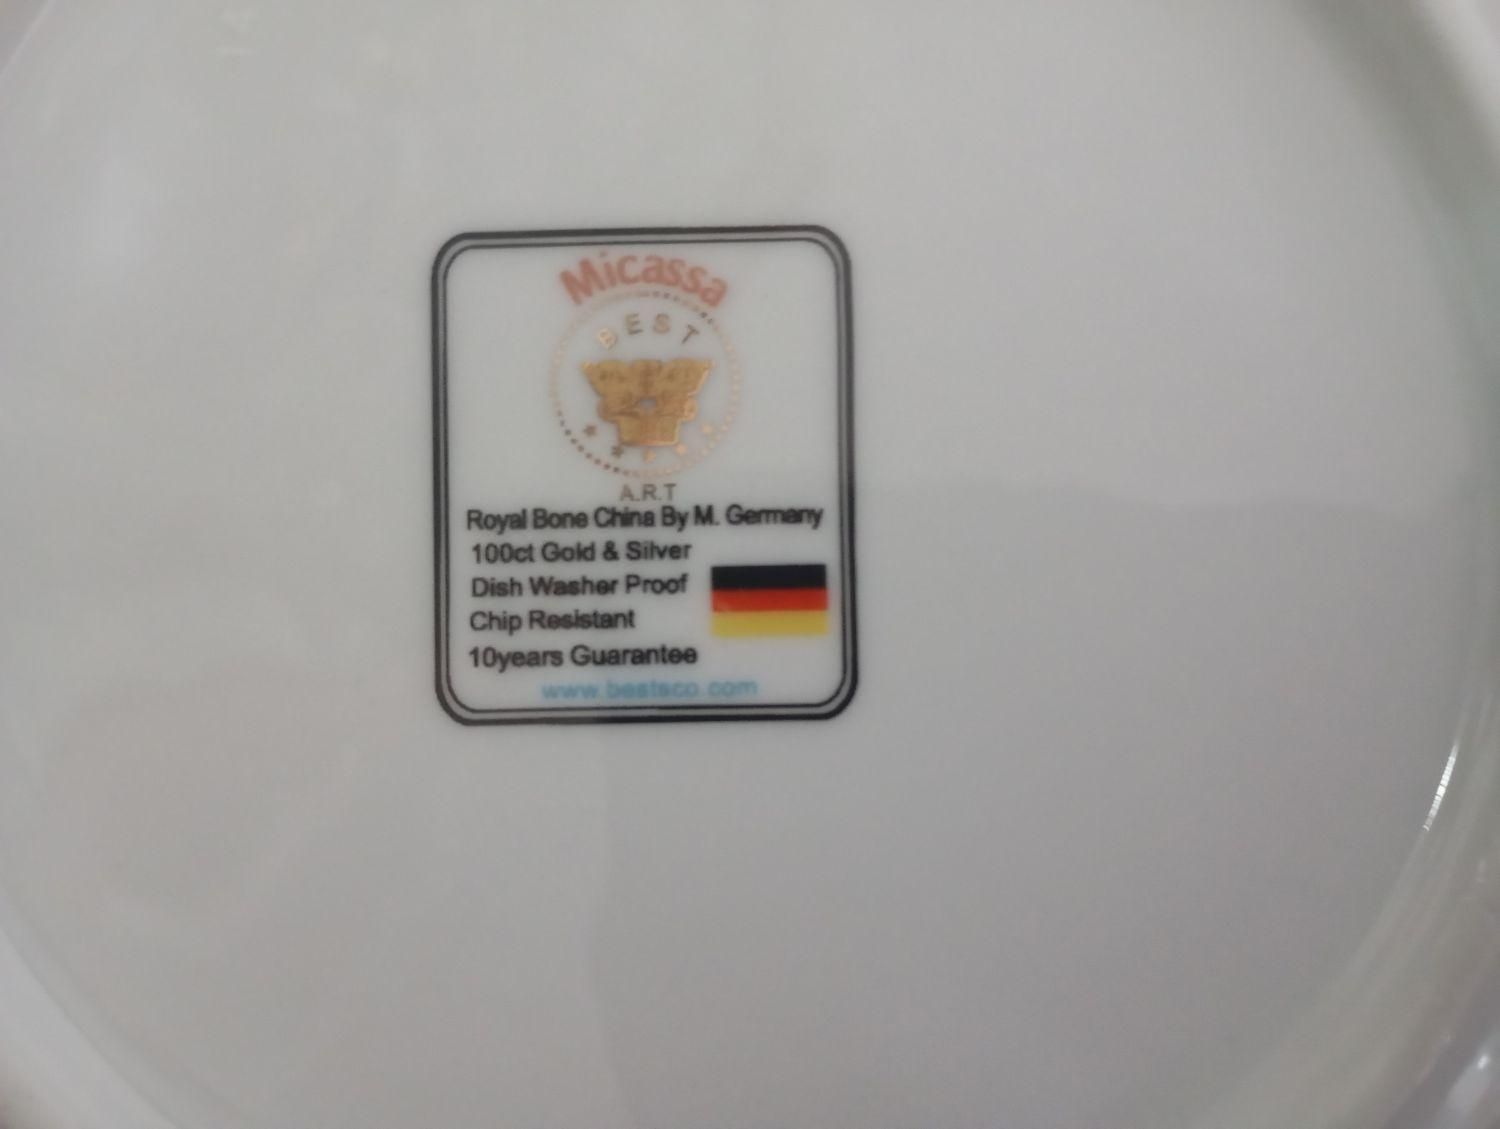 Micassa
BEST
A.R.T
Royal Bone China By M. Germany
100ct Gold & Silver
Dish Washer Proof
Chip Resistant
10years Guarantee
www.bestsco.com